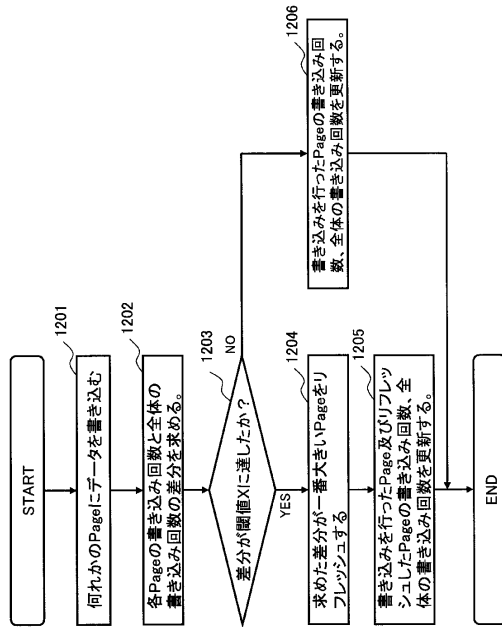 START
1201
何れかのPageにデータを書き込む
1202
各Pageの書き込み回数と全体の
書き込み回数の差分を求める。
1203
差分が閾値Xに達したか？
NO
YES
1204
求めた差分が一番大きいPageをリ
フレッシュする
1205
書き込みを行ったPage及びリフレッ
シュしたPageの書き込み回数、全
体の書き込み回数を更新する。
1206
書き込みを行ったPageの書き込み回
数、全体の書き込み回数を更新する。
END